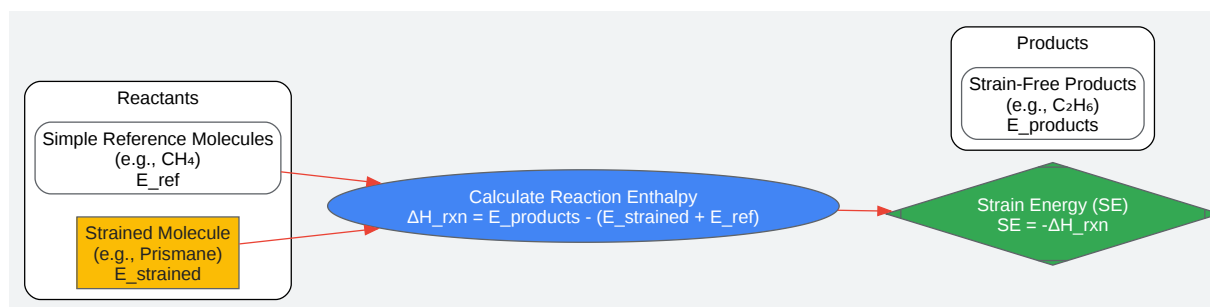 Reactants
Simple Reference Molecules
(e.g., CH₄)
E_ref
Strained Molecule
(e.g., Prismane)
E_strained
Calculate Reaction Enthalpy
ΔH_rxn = E_products - (E_strained + E_ref)
Products
Strain-Free Products
(e.g., C₂H₆)
E_products
Strain Energy (SE)
SE = -ΔH_rxn